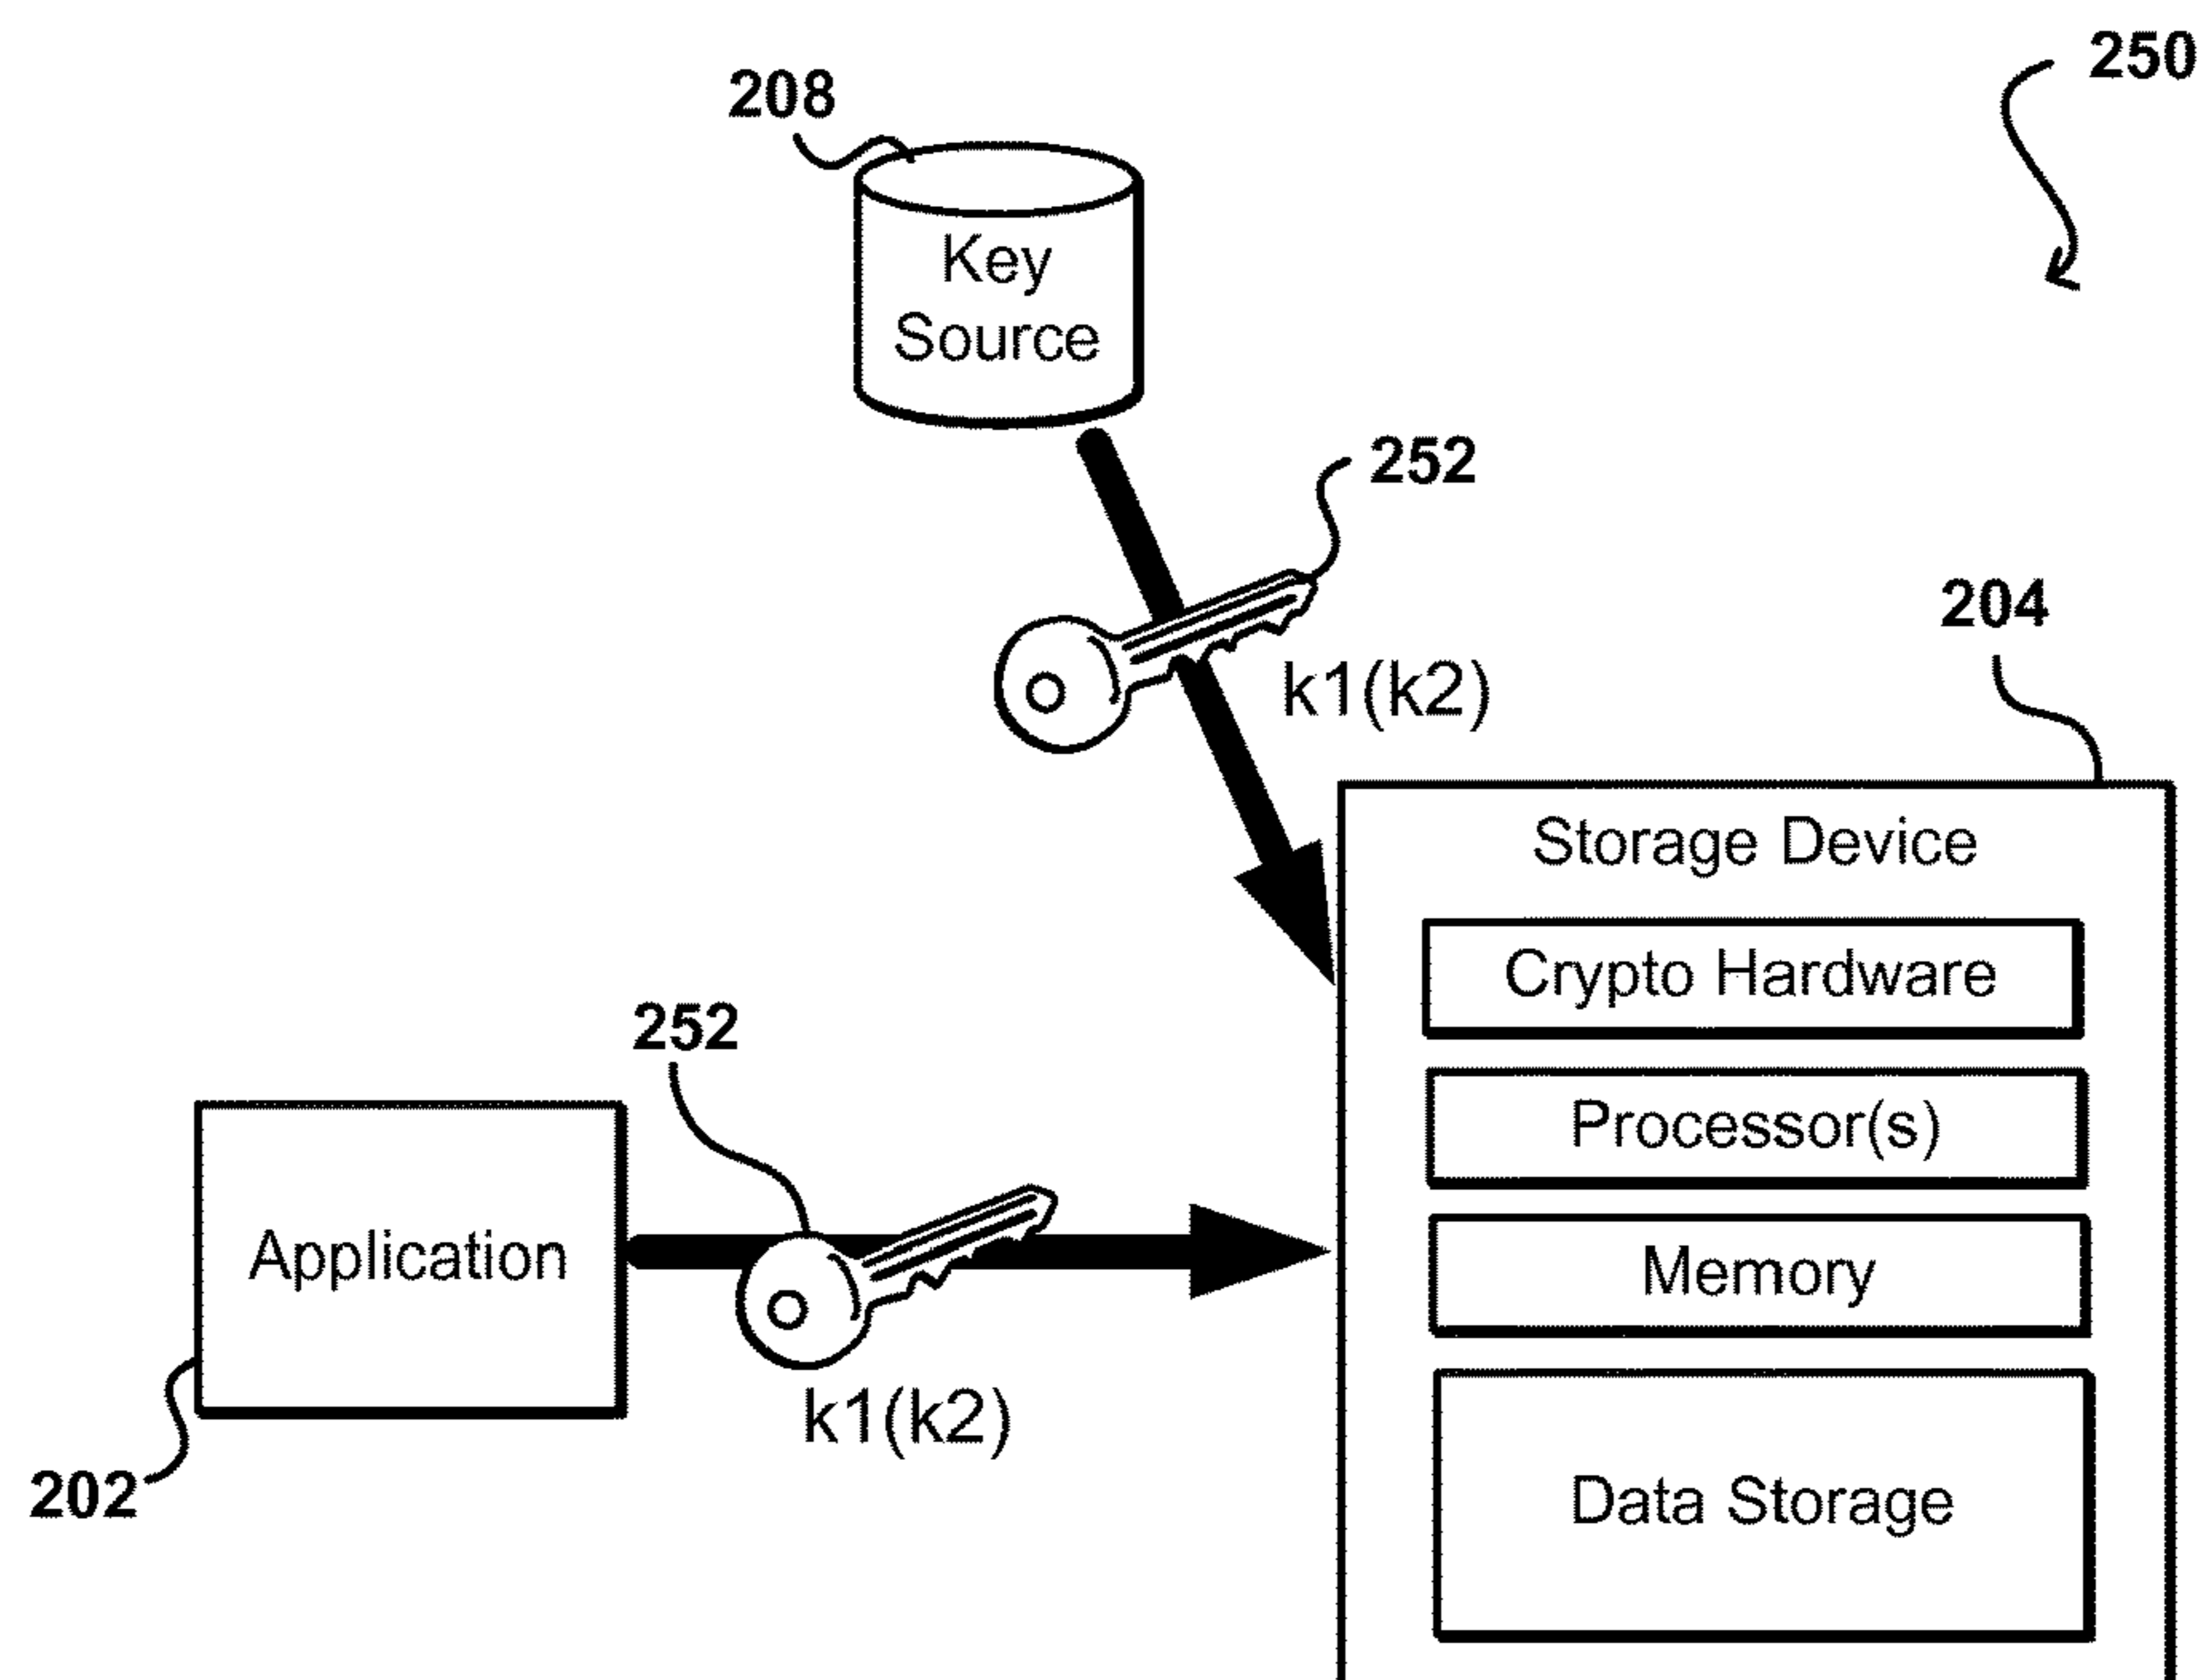 250
208
Key
Source
252
k1(k2)
204
Storage Device
Crypto Hardware
Processor(s)
Memory
Data Storage
252
Application
k1(k2)
202